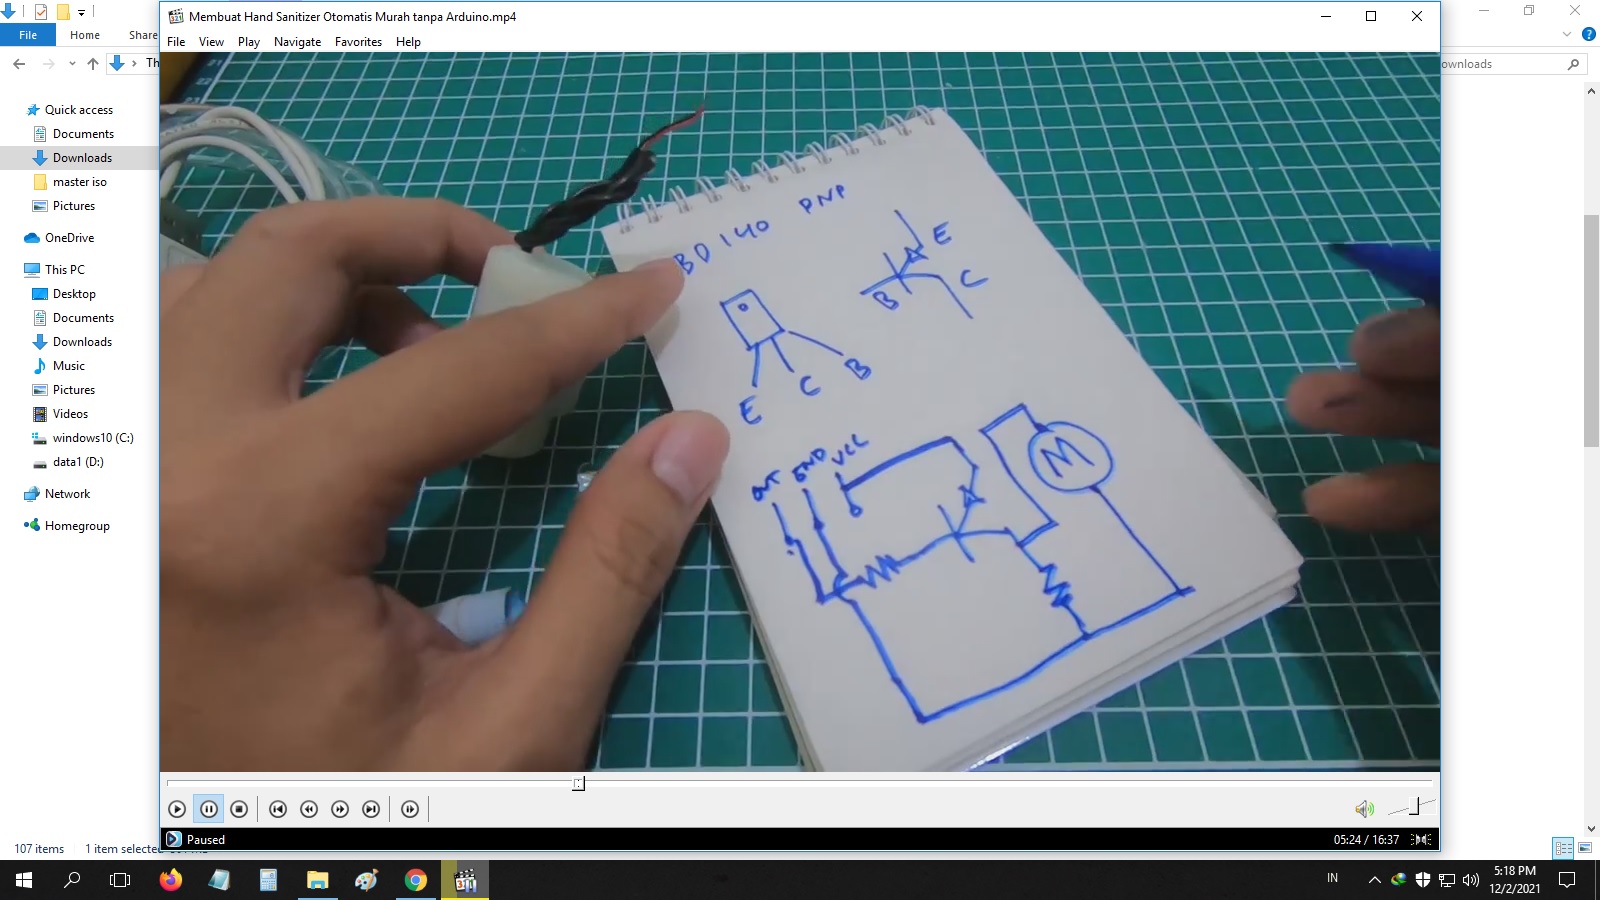 Membuat Hand Sanitizer Otomatis Murah tanpa Arduino.mp4
File Home Share
File View Play Navigate Favorites Help
Th
ownloads
Quick access
Documents
Downloads
master iso
Pictures
OneDrive
This PC
Desktop
Documents
Downloads
Music
Pictures
Videos
windows10 (C:)
data1 (D:)
Network
Homegroup
BD 140 PNP
E
C
B
E C B
OUT GND VCC
M
Paused
05:24 / 16:37
107 items 1 item selected
IN
5:18 PM
12/2/2021